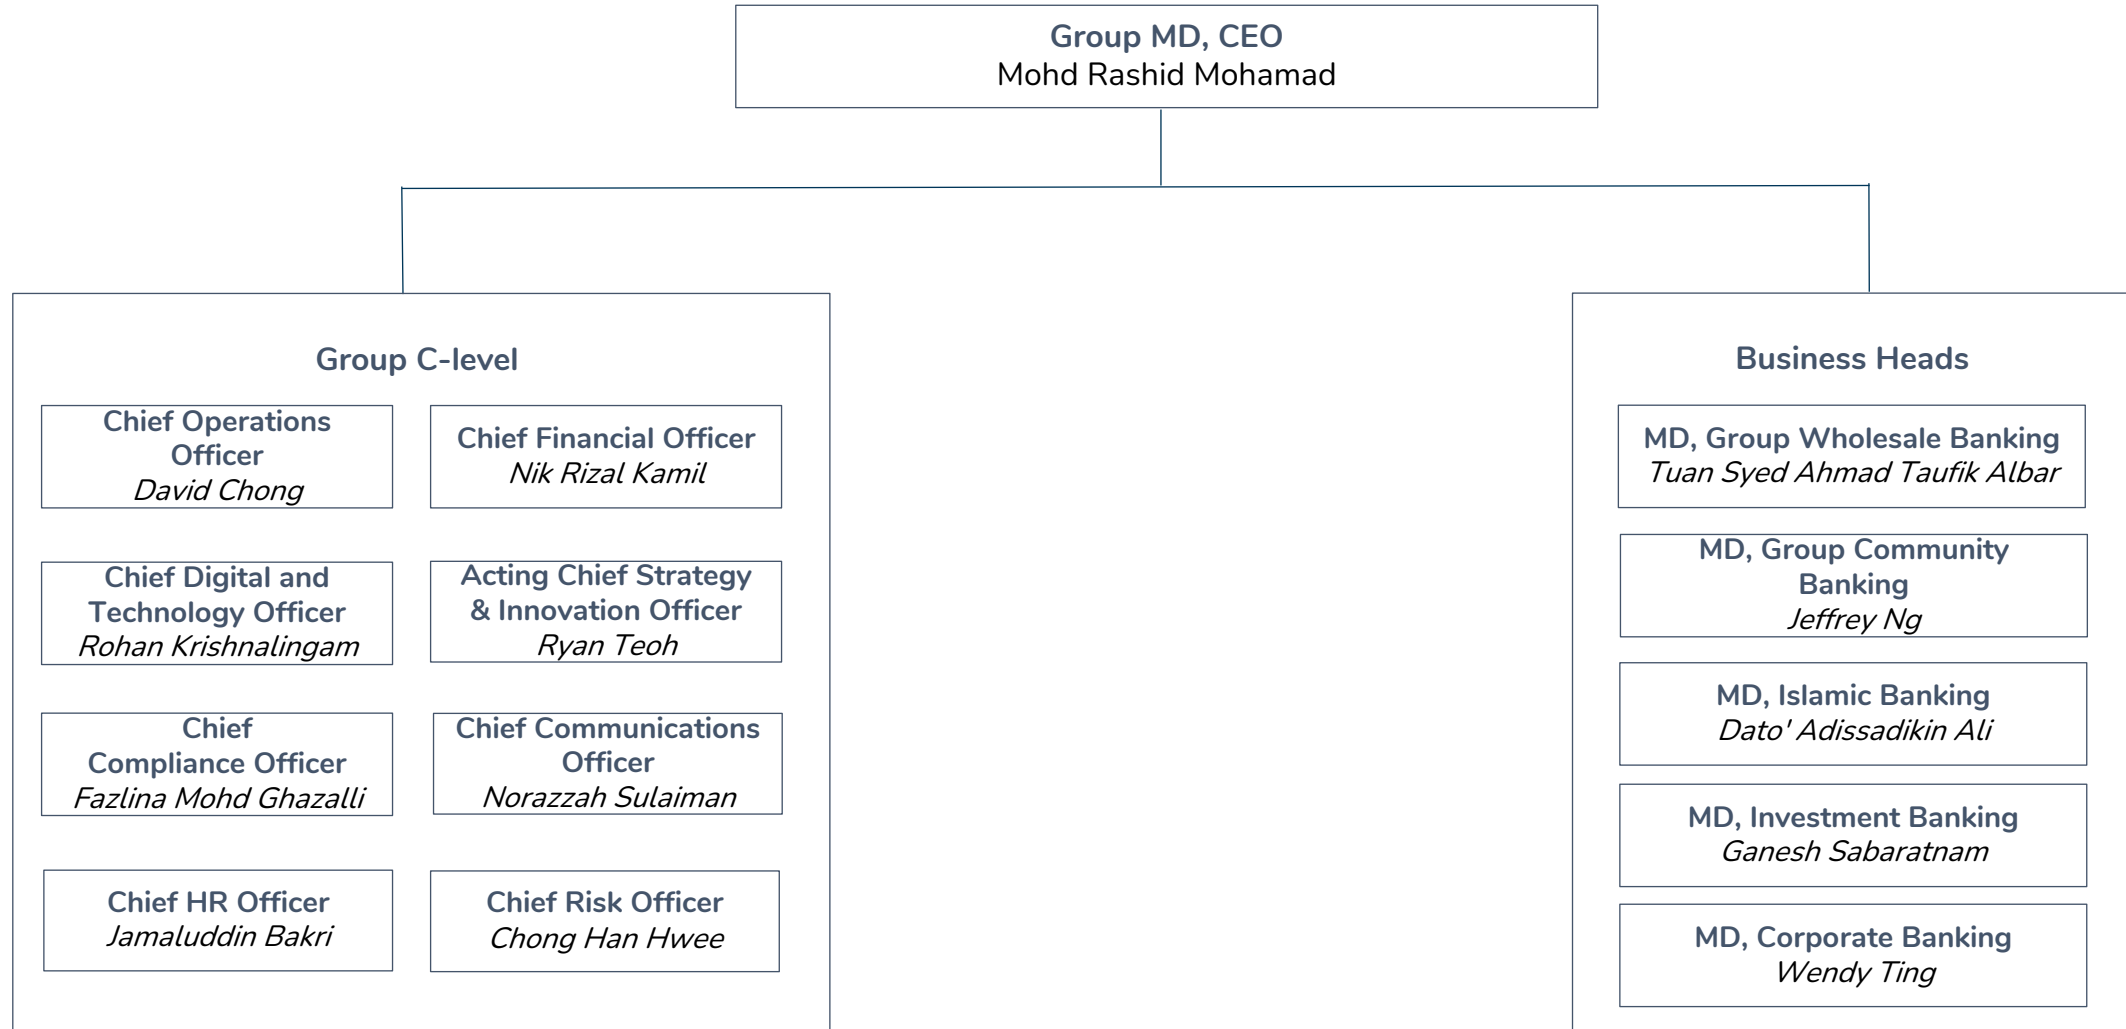 Group MD, CEO
Mohd Rashid Mohamad
Group C-level
Chief Operations
Officer
David Chong
Chief Financial Officer
Nik Rizal Kamil
Chief Digital and
Technology Officer
Rohan Krishnalingam
Acting Chief Strategy
& Innovation Officer
Ryan Teoh
Chief
Compliance Officer
Fazlina Mohd Ghazalli
Chief Communications
Officer
Norazzah Sulaiman
Chief HR Officer
Jamaluddin Bakri
Chief Risk Officer
Chong Han Hwee
Business Heads
MD, Group Wholesale Banking
Tuan Syed Ahmad Taufik Albar
MD, Group Community
Banking
Jeffrey Ng
MD, Islamic Banking
Dato' Adissadikin Ali
MD, Investment Banking
Ganesh Sabaratnam
MD, Corporate Banking
Wendy Ting